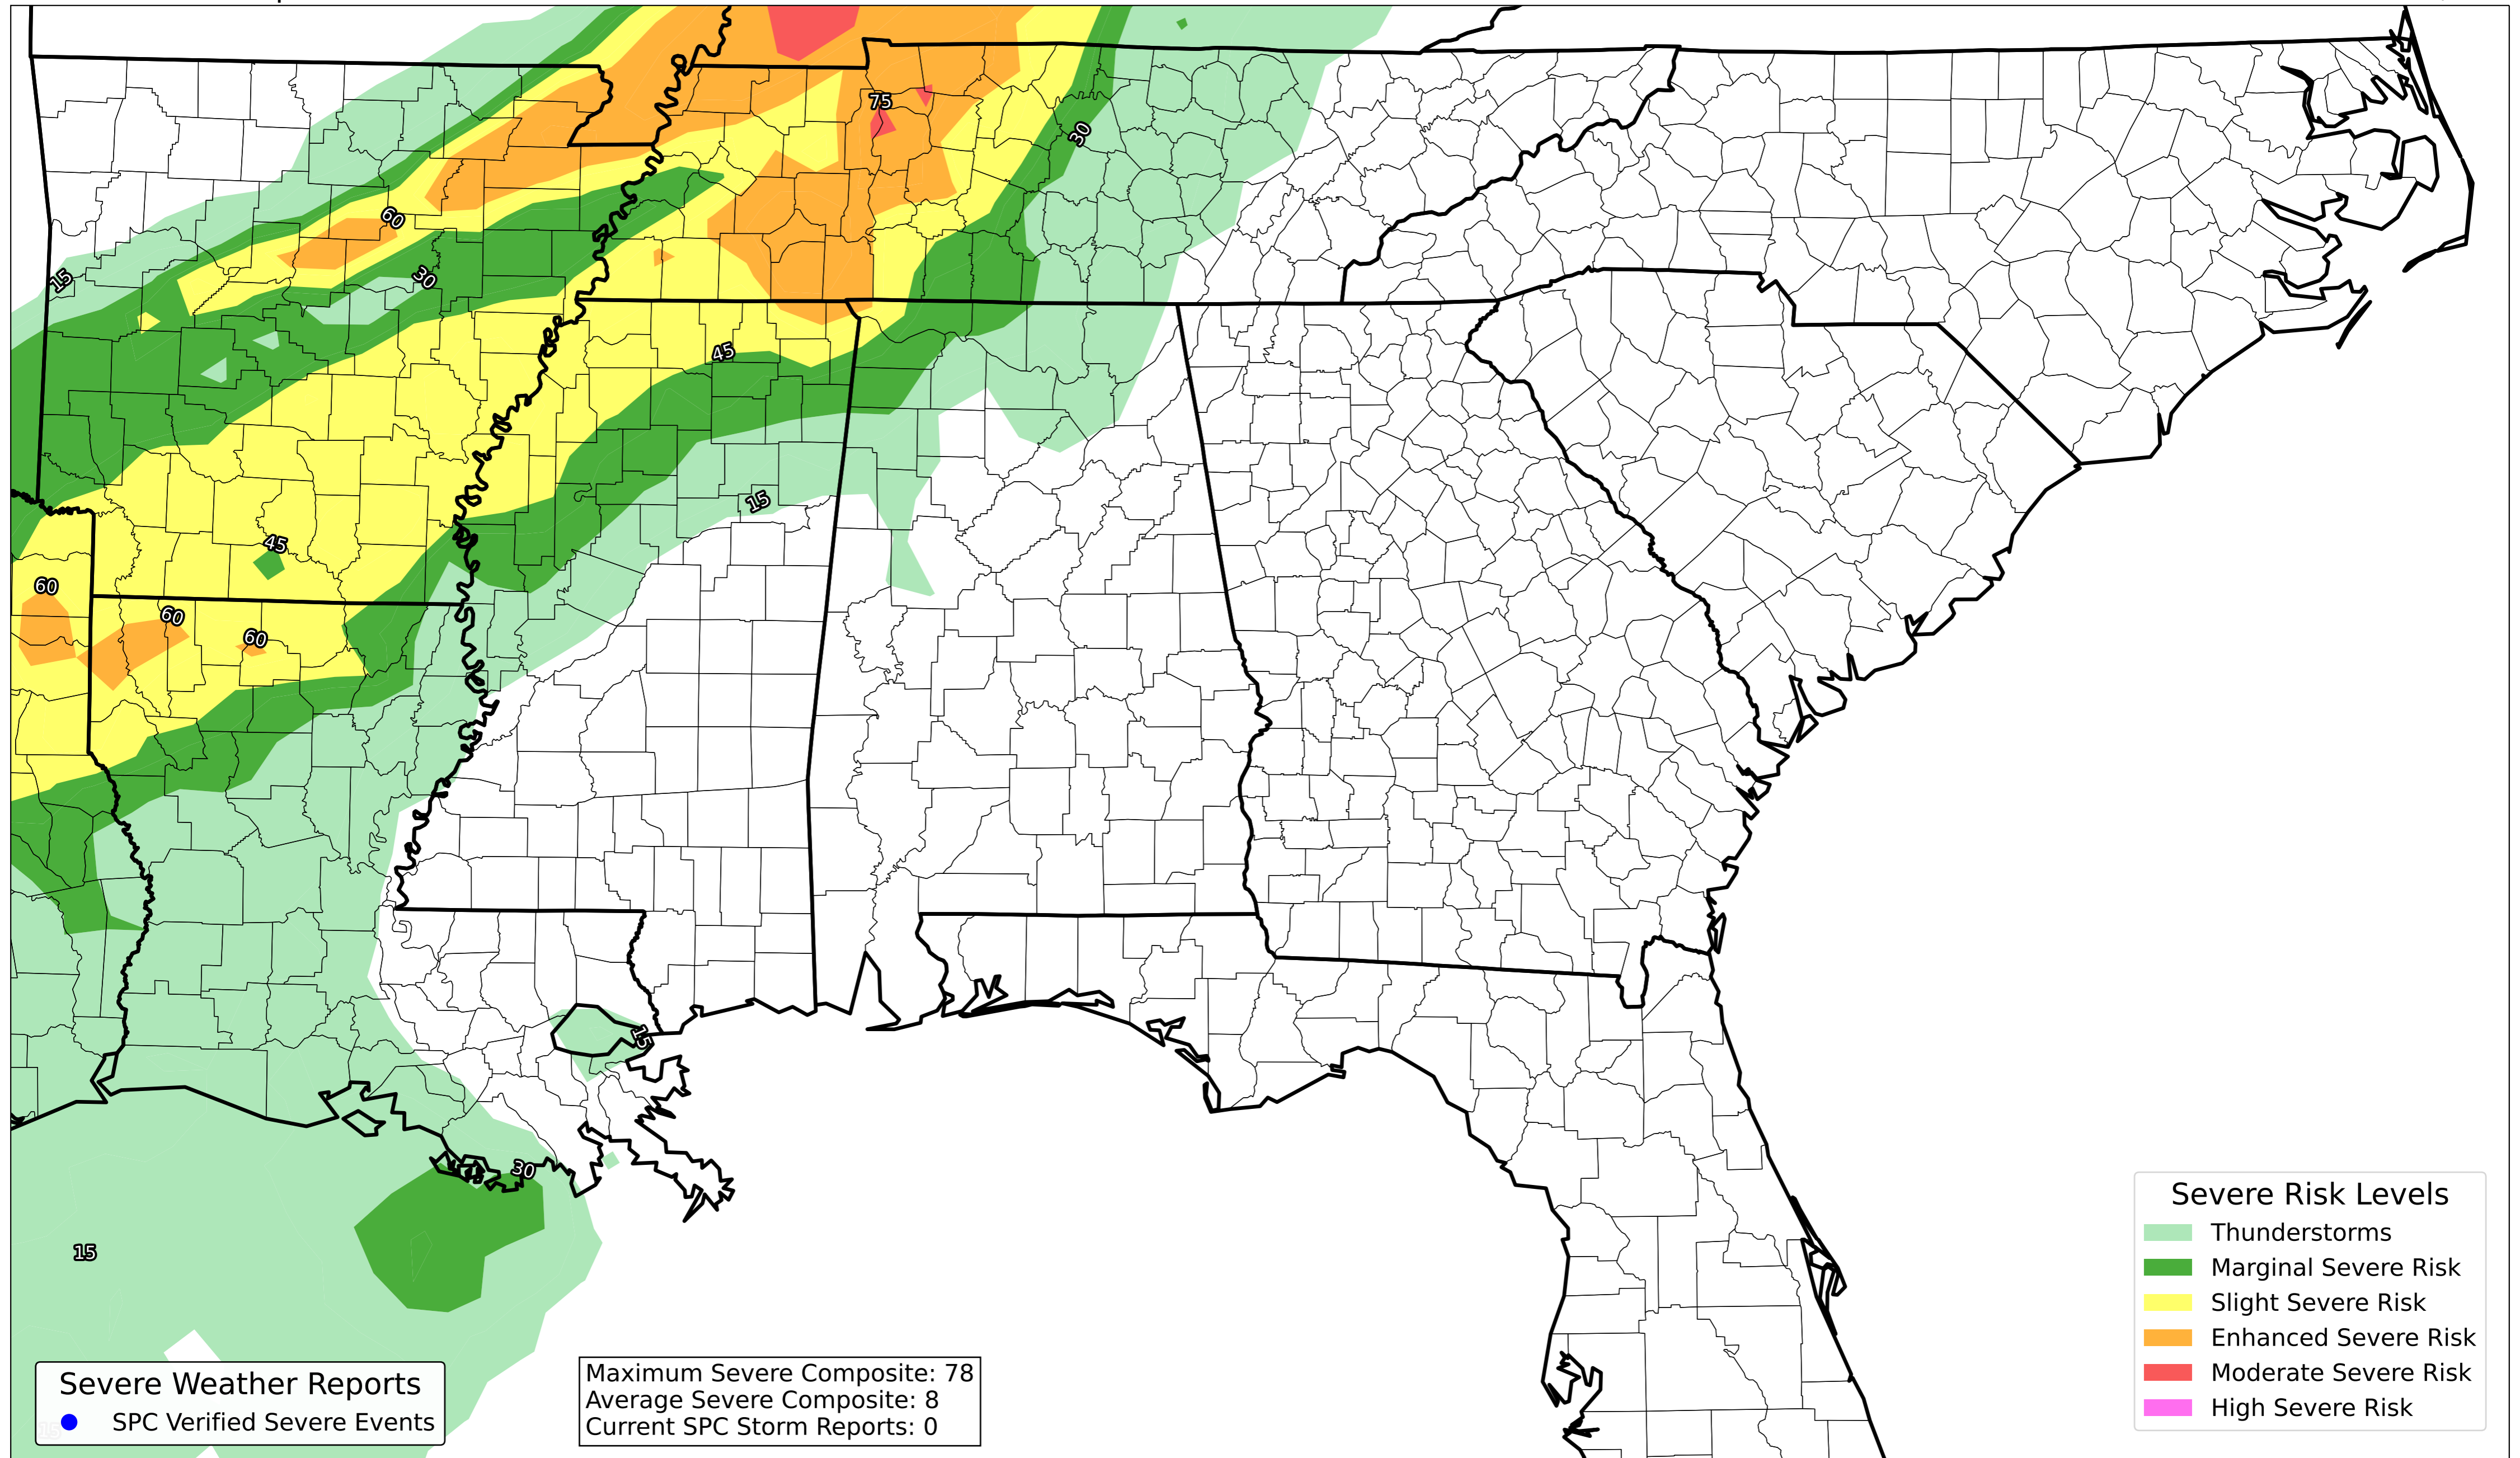 75
30
60
15
30
45
15
45
60
60
60
15
30
15
Severe Risk Levels
Thunderstorms
Marginal Severe Risk
Slight Severe Risk
Enhanced Severe Risk
Moderate Severe Risk
High Severe Risk
Severe Weather Reports
SPC Verified Severe Events
Maximum Severe Composite: 78
Average Severe Composite: 8
Current SPC Storm Reports: 0